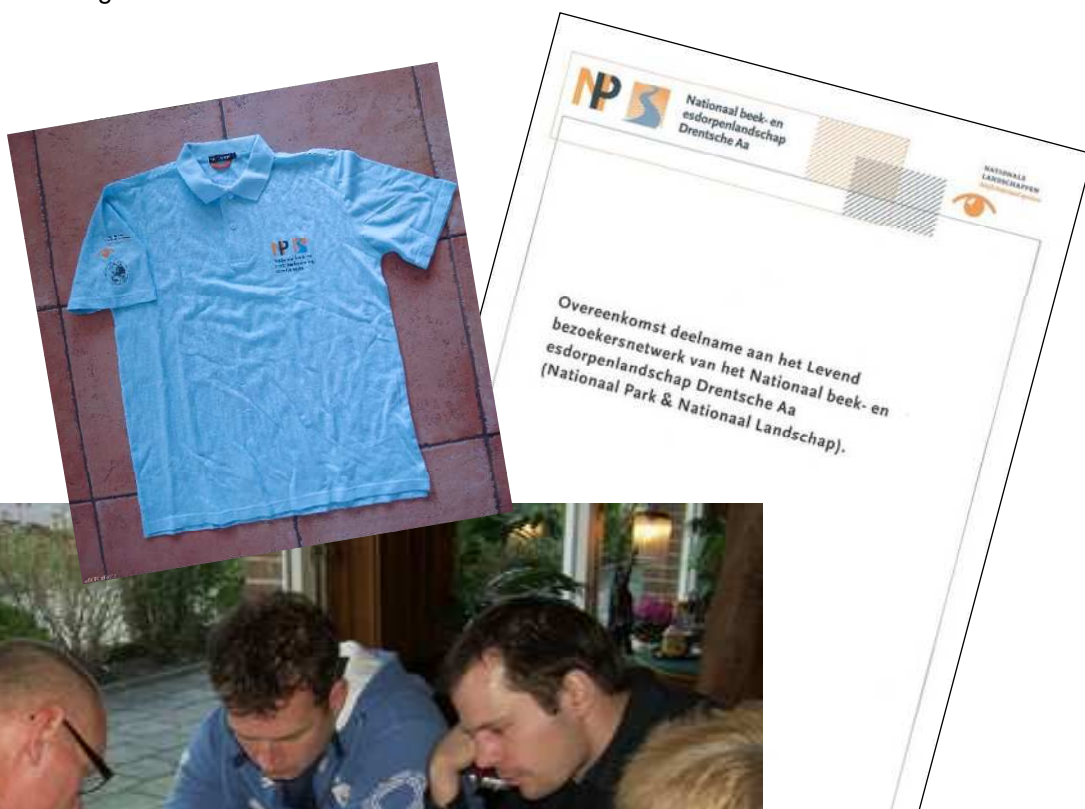 NP
Nationaal beek- en
esdorpenlandschap
Drentsche Aa
NATIONALE
LANDSCHAPPEN
Overeenkomst deelname aan het Levend
bezoekersnetwerk van het Nationaal beek- en
esdorpenlandschap Drentsche Aa
(Nationaal Park & Nationaal Landschap).
NP